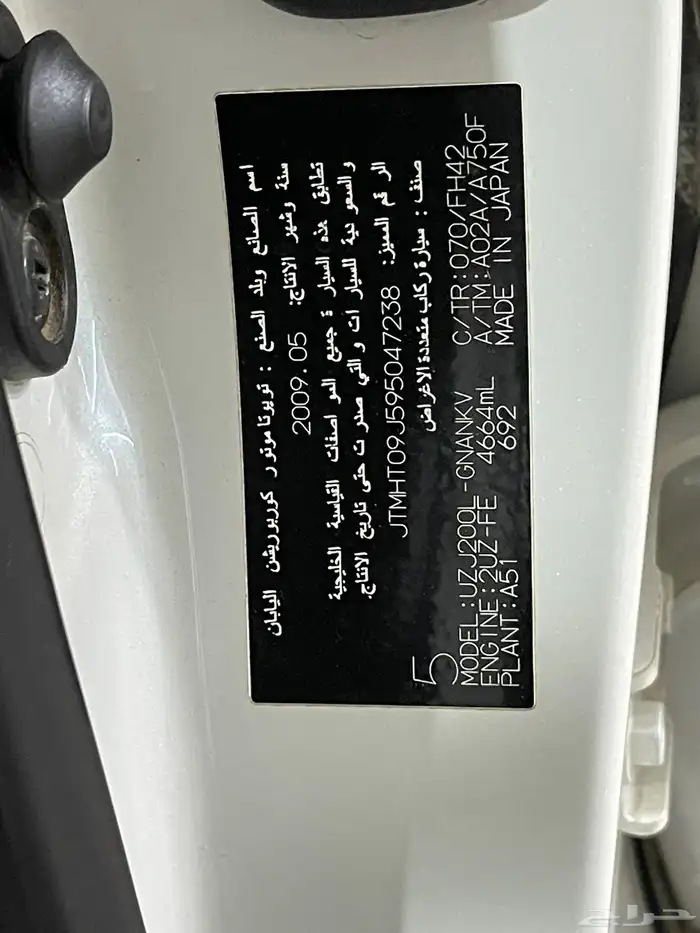 اسم الصانع وبلد الصنع : تويوتا موتور كوربوريشن اليابان
سنة وشهر الانتاج: 2009.05
تطابق هذه السيارة جميع المواصفات القياسية الخليجية
والسعودية للسيارات والتي صدرت حتى تاريخ الانتاج.
الرقم المميز: JTMHT09J595047238
صنف : سيارة ركاب متعددة الاغراض
5
MODEL:UZJ200L-GNANKV C/TR:070/FH42
ENGINE:2UZ-FE 4664mL A/TM:A02A/A750F
PLANT:A51 692 MADE IN JAPAN
حراج